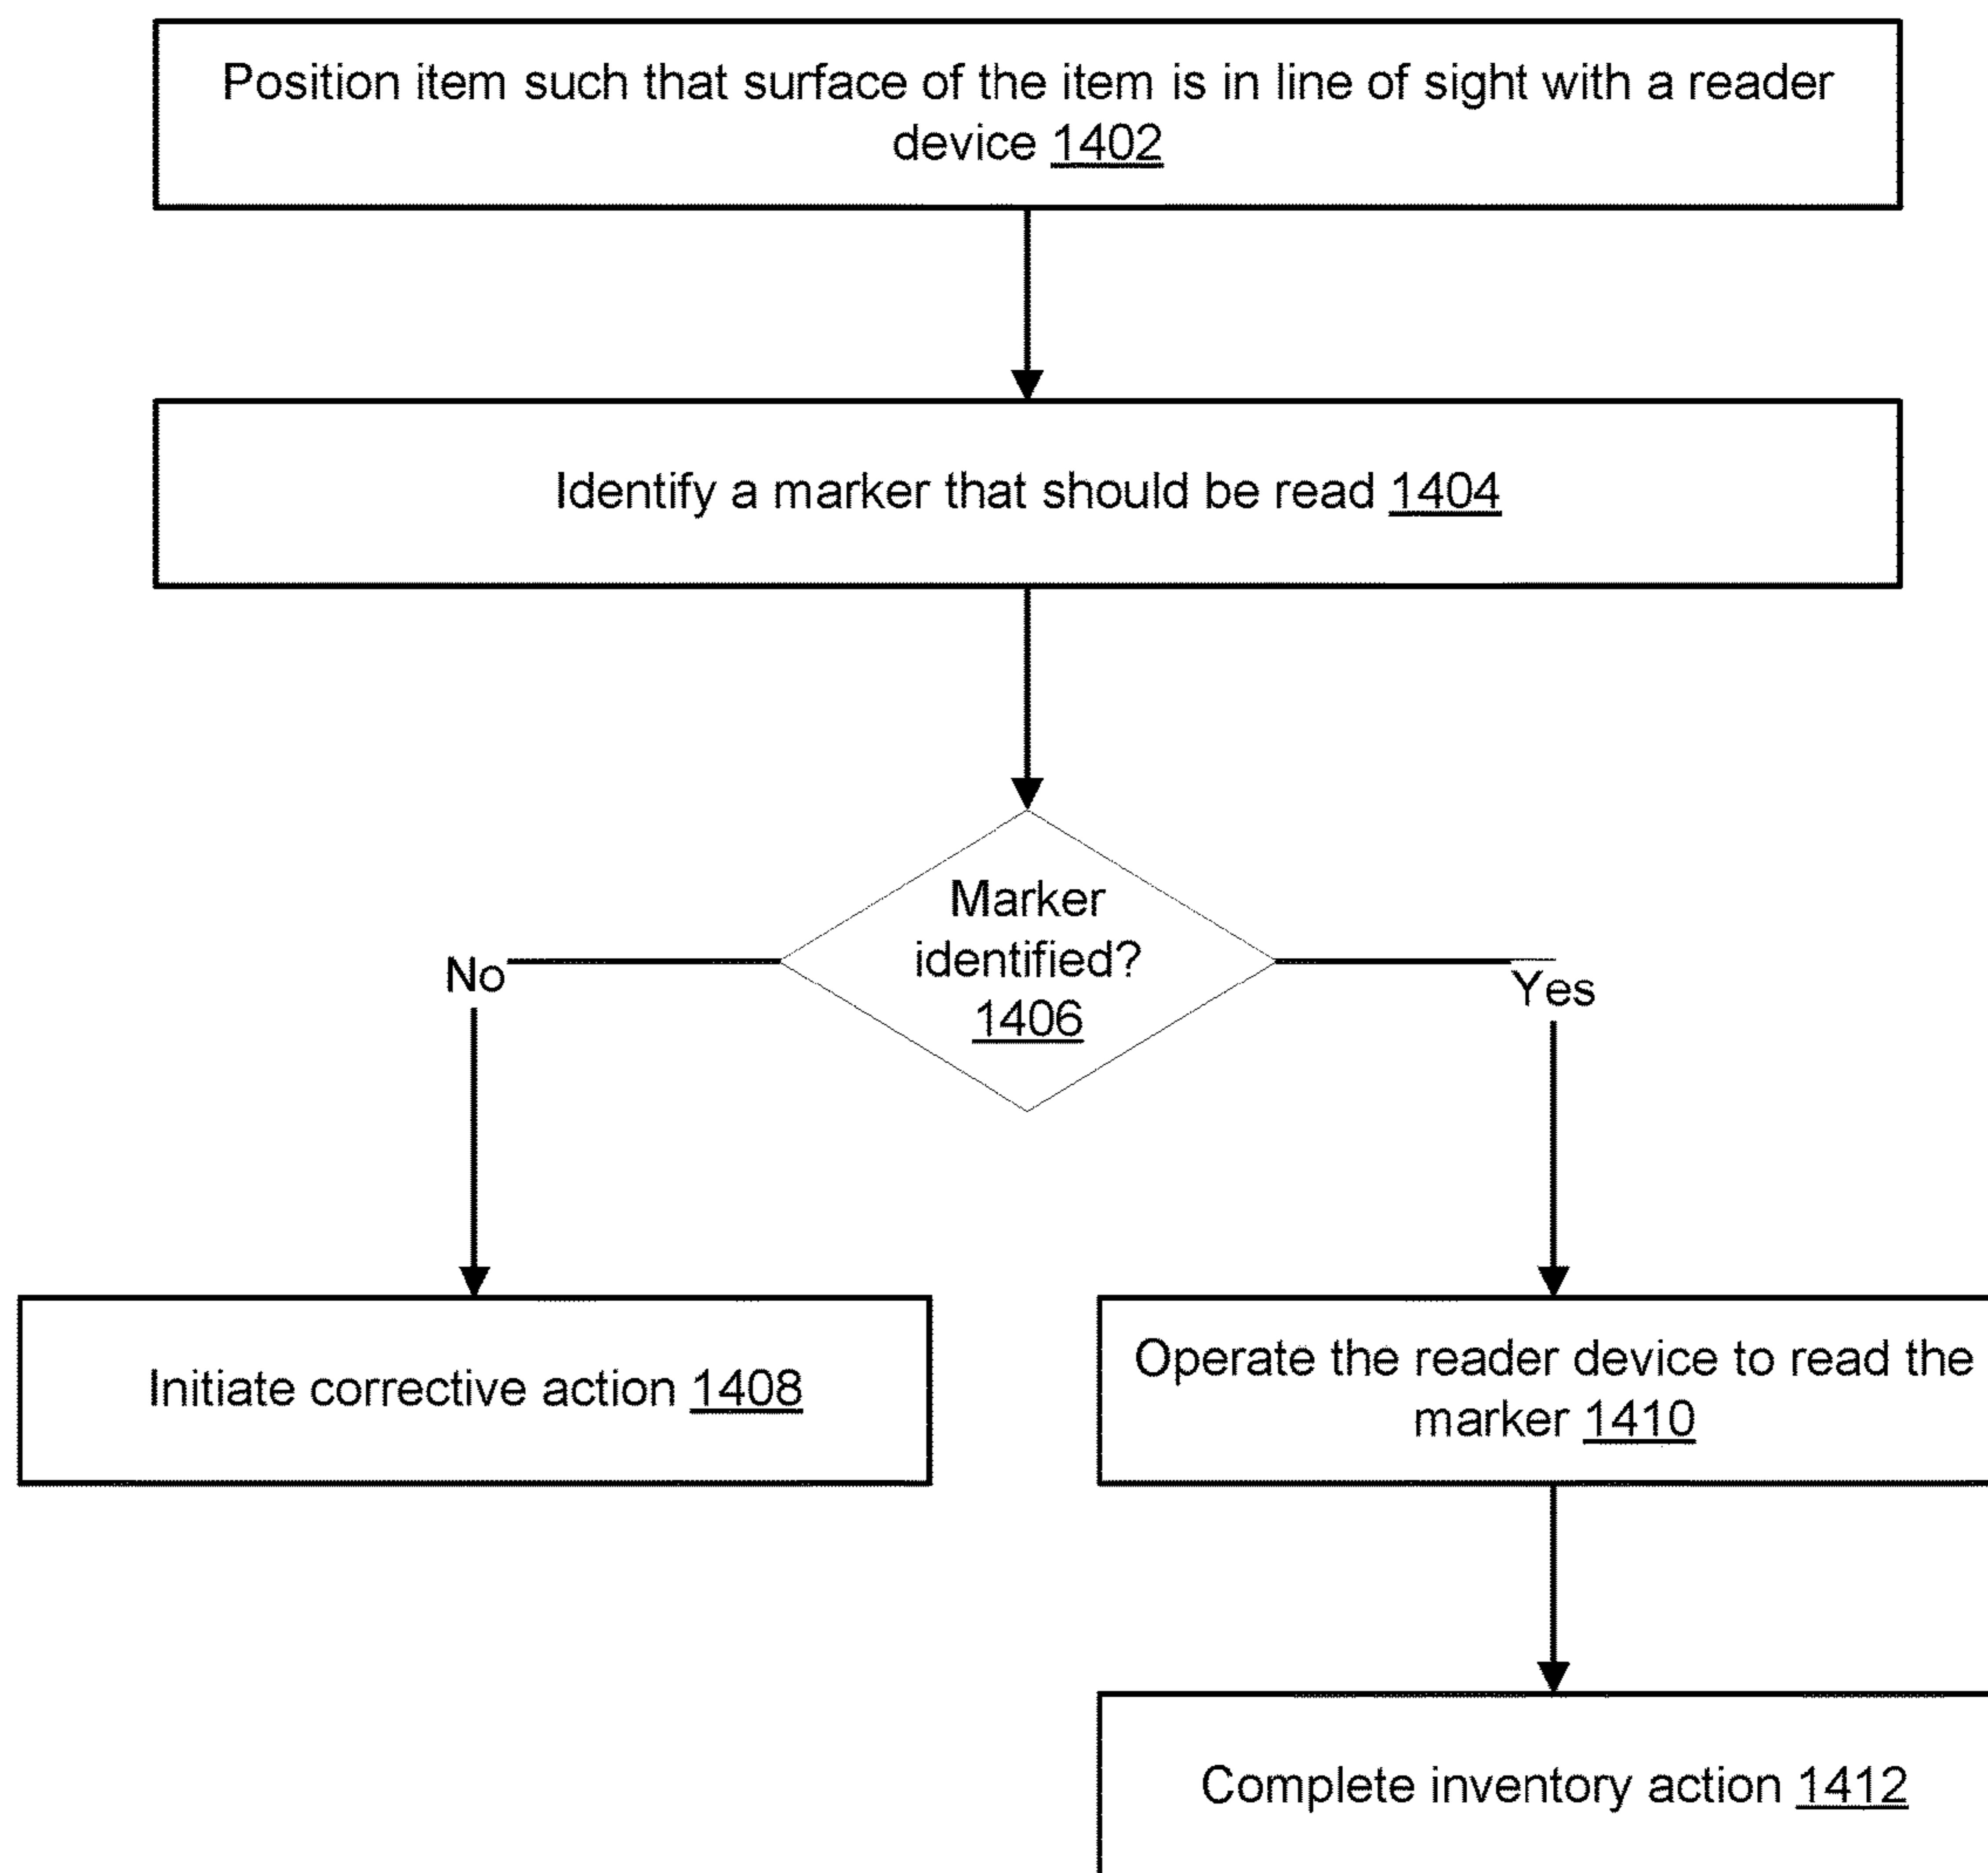 Position item such that surface of the item is in line of sight with a reader
device 1402
Identify a marker that should be read 1404
Marker
identified?
1406
No
Yes
Initiate corrective action 1408
Operate the reader device to read the
marker 1410
Complete inventory action 1412